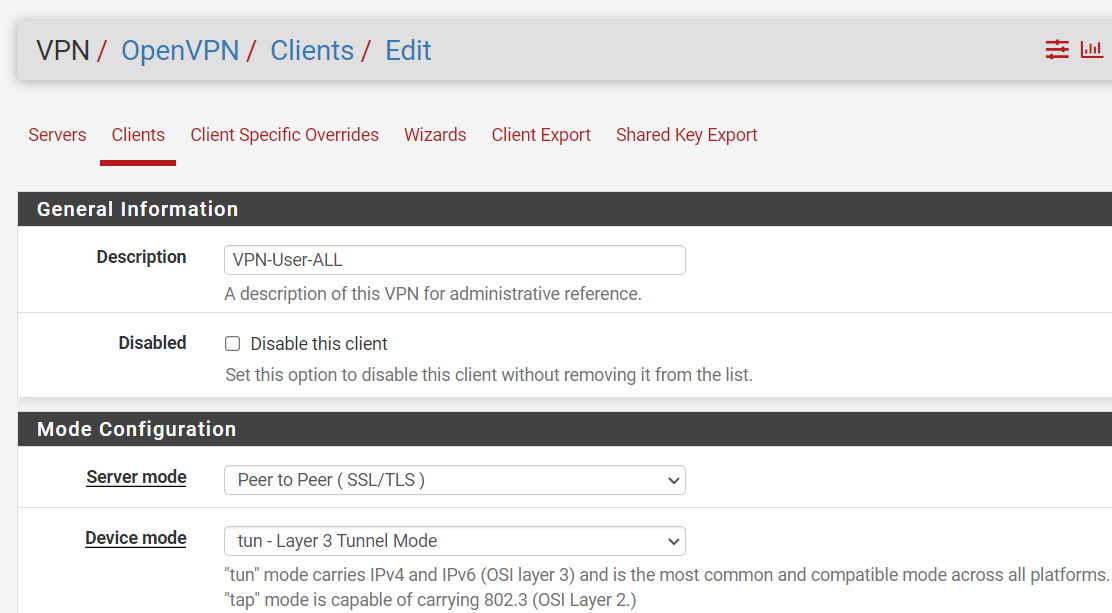 VPN / OpenVPN / Clients / Edit
Servers Clients Client Specific Overrides Wizards Client Export Shared Key Export
General Information
Description VPN-User-ALL
A description of this VPN for administrative reference.
Disabled Disable this client
Set this option to disable this client without removing it from the list.
Mode Configuration
Server mode Peer to Peer ( SSL/TLS )
Device mode tun - Layer 3 Tunnel Mode
"tun" mode carries IPv4 and IPv6 (OSI layer 3) and is the most common and compatible mode across all platforms.
"tap" mode is capable of carrying 802.3 (OSI Layer 2.)